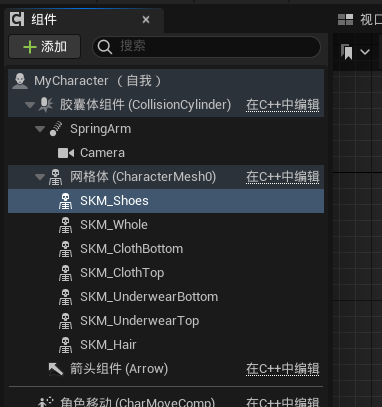 组件 ×
视口
+ 添加
搜索
MyCharacter （自我）
胶囊体组件 (CollisionCylinder) 在C++中编辑
SpringArm
Camera
网格体 (CharacterMesh0) 在C++中编辑
SKM_Shoes
SKM_Whole
SKM_ClothBottom
SKM_ClothTop
SKM_UnderwearBottom
SKM_UnderwearTop
SKM_Hair
箭头组件 (Arrow) 在C++中编辑
角色移动 (CharMoveComp) 在C++中编辑